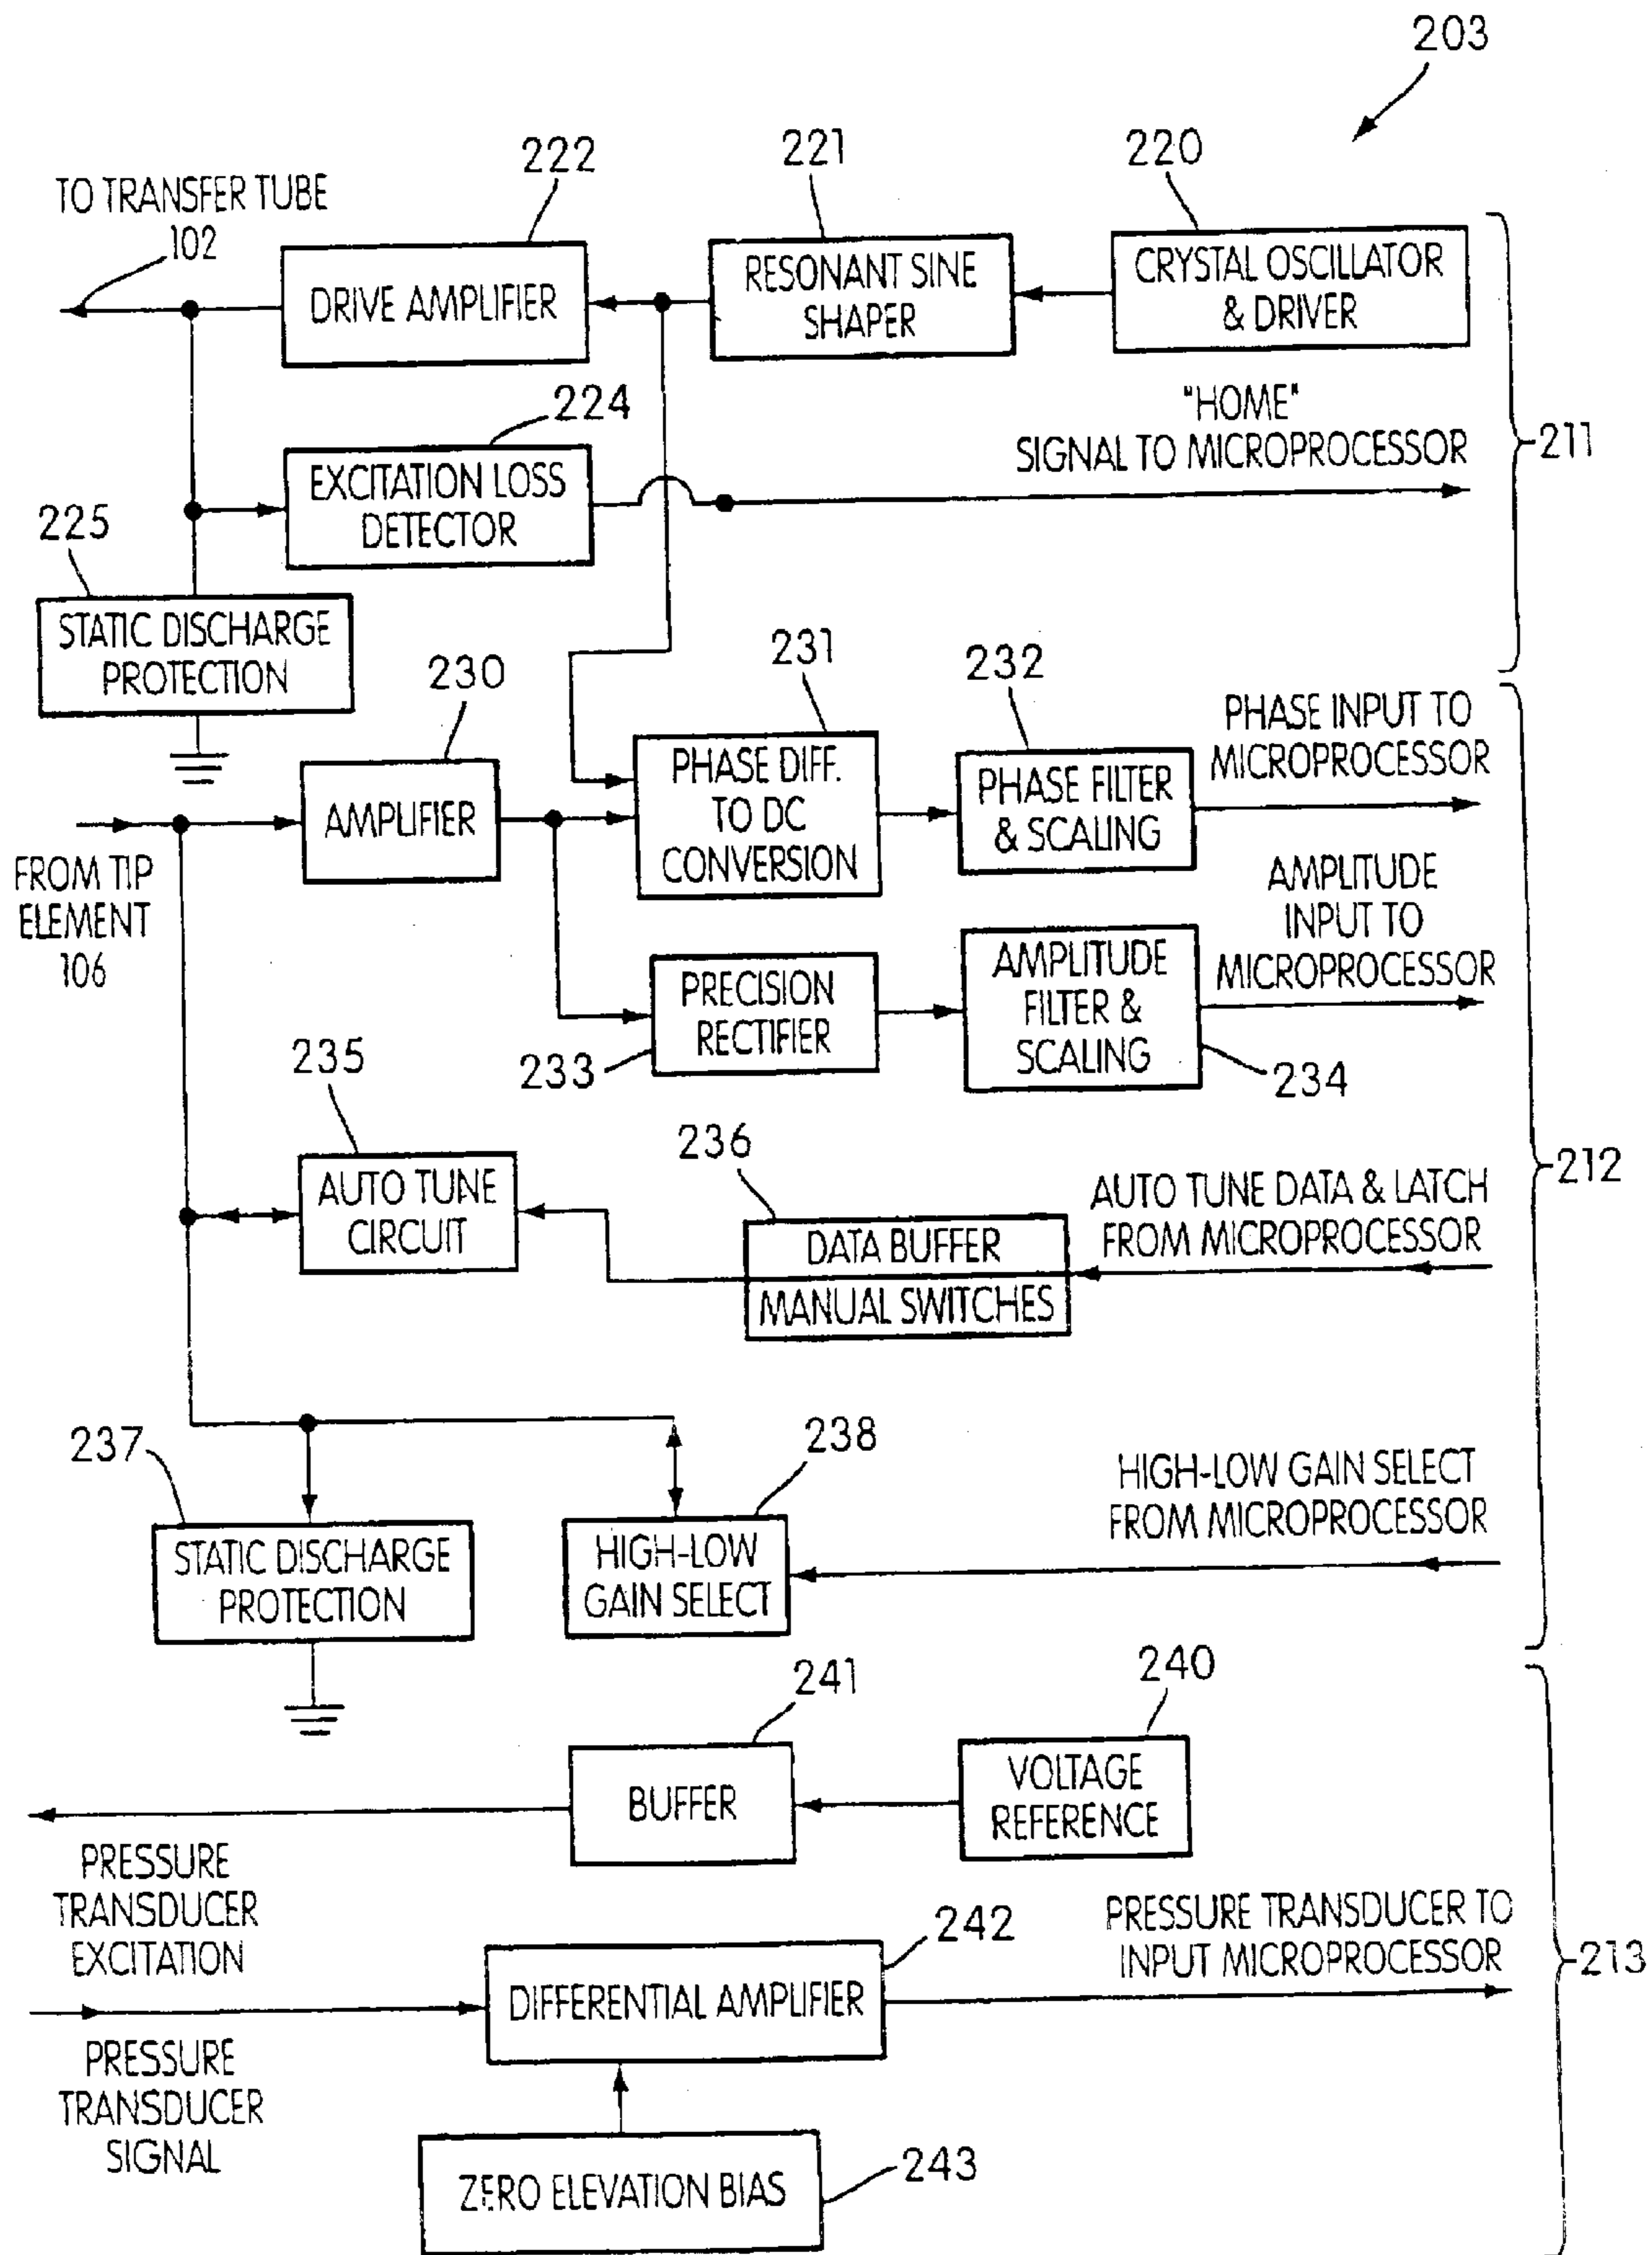 203
222
221
220
TO TRANSFER TUBE
102
DRIVE AMPLIFIER
RESONANT SINE
SHAPER
CRYSTAL OSCILLATOR
& DRIVER
224
"HOME"
SIGNAL TO MICROPROCESSOR
211
EXCITATION LOSS
DETECTOR
225
STATIC DISCHARGE
PROTECTION
230
231
232
PHASE INPUT TO
MICROPROCESSOR
AMPLIFIER
PHASE DIFF.
TO DC
CONVERSION
PHASE FILTER
& SCALING
FROM TIP
ELEMENT
106
AMPLITUDE
INPUT TO
MICROPROCESSOR
PRECISION
RECTIFIER
233
AMPLITUDE
FILTER &
SCALING
234
235
236
212
AUTO TUNE
CIRCUIT
DATA BUFFER
MANUAL SWITCHES
AUTO TUNE DATA & LATCH
FROM MICROPROCESSOR
237
238
HIGH-LOW GAIN SELECT
FROM MICROPROCESSOR
STATIC DISCHARGE
PROTECTION
HIGH-LOW
GAIN SELECT
241
240
BUFFER
VOLTAGE
REFERENCE
PRESSURE
TRANSDUCER
EXCITATION
242
PRESSURE TRANSDUCER TO
INPUT MICROPROCESSOR
213
DIFFERENTIAL AMPLIFIER
PRESSURE
TRANSDUCER
SIGNAL
ZERO ELEVATION BIAS
243